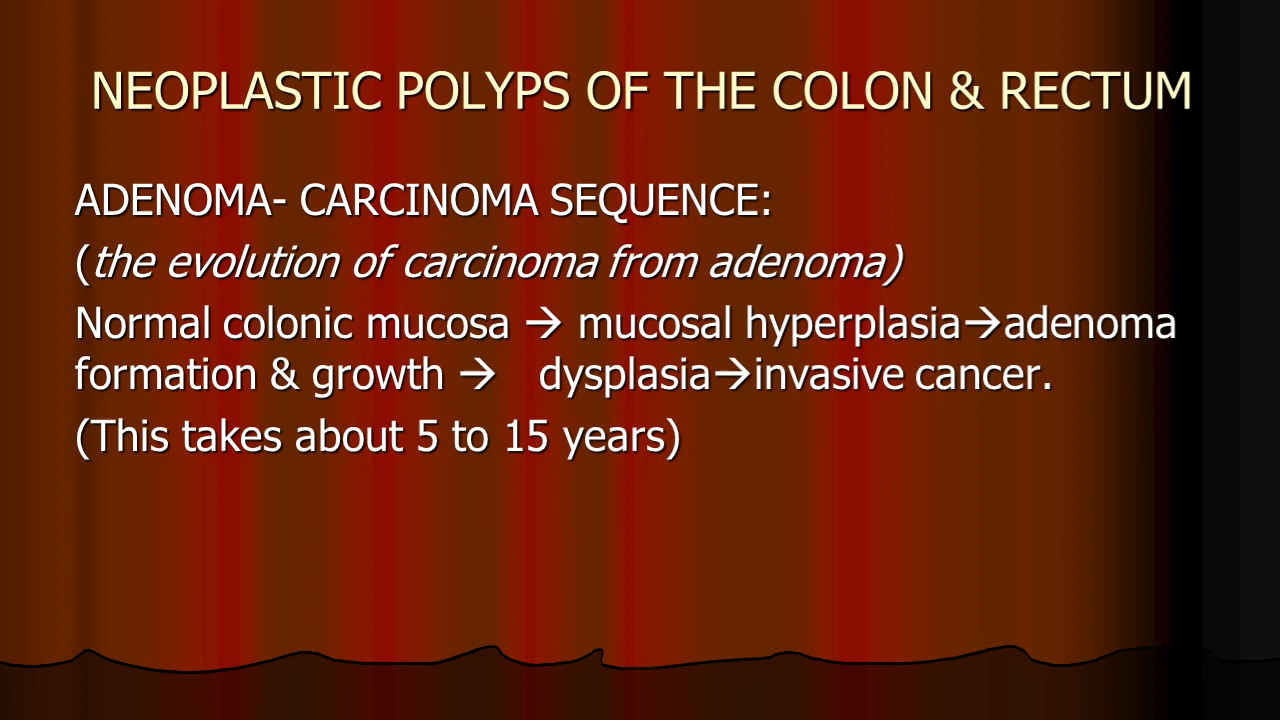 NEOPLASTIC POLYPS OF THE COLON & RECTUM
ADENOMA- CARCINOMA SEQUENCE:
(the evolution of carcinoma from adenoma)
Normal colonic mucosa → mucosal hyperplasia→adenoma
formation & growth → dysplasia→invasive cancer.
(This takes about 5 to 15 years)